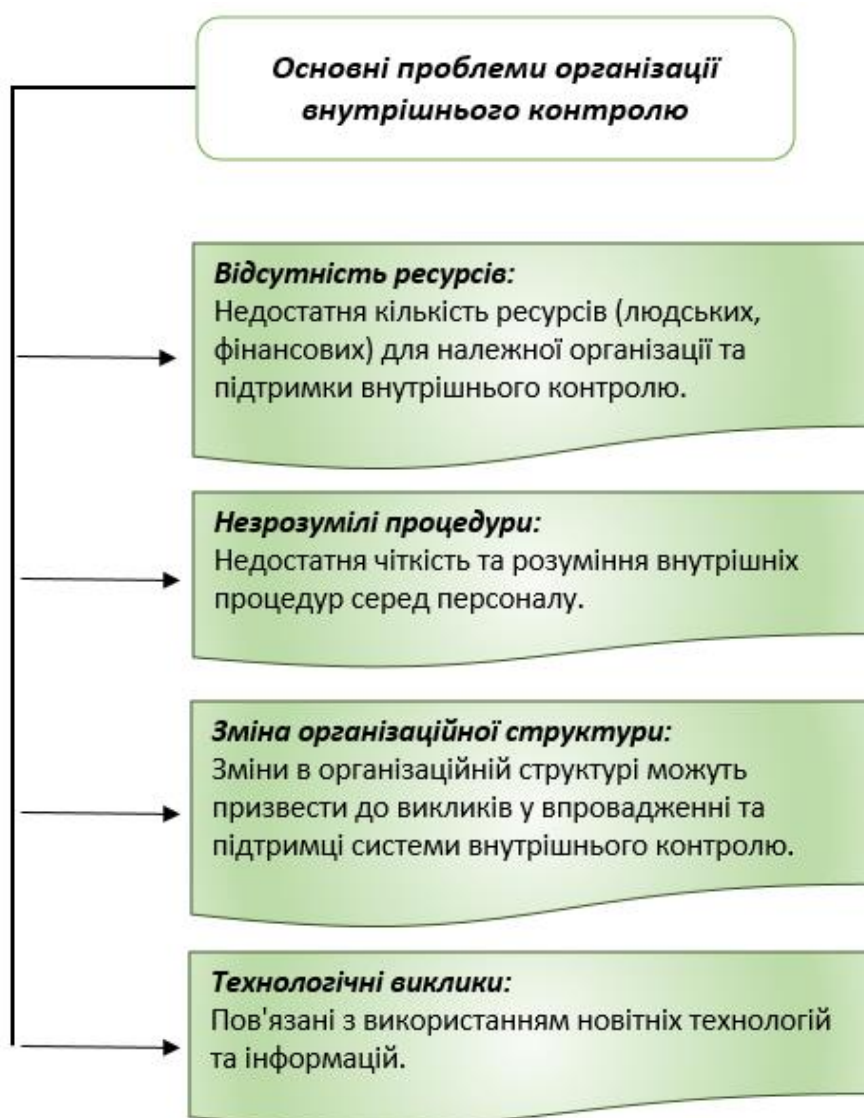 Основні проблеми організації
внутрішнього контролю
Відсутність ресурсів:
Недостатня кількість ресурсів (людських,
фінансових) для належної організації та
підтримки внутрішнього контролю.
Незрозумілі процедури:
Недостатня чіткість та розуміння внутрішніх
процедур серед персоналу.
Зміна організаційної структури:
Зміни в організаційній структурі можуть
призвести до викликів у впровадженні та
підтримці системи внутрішнього контролю.
Технологічні виклики:
Пов'язані з використанням новітніх технологій
та інформацій.